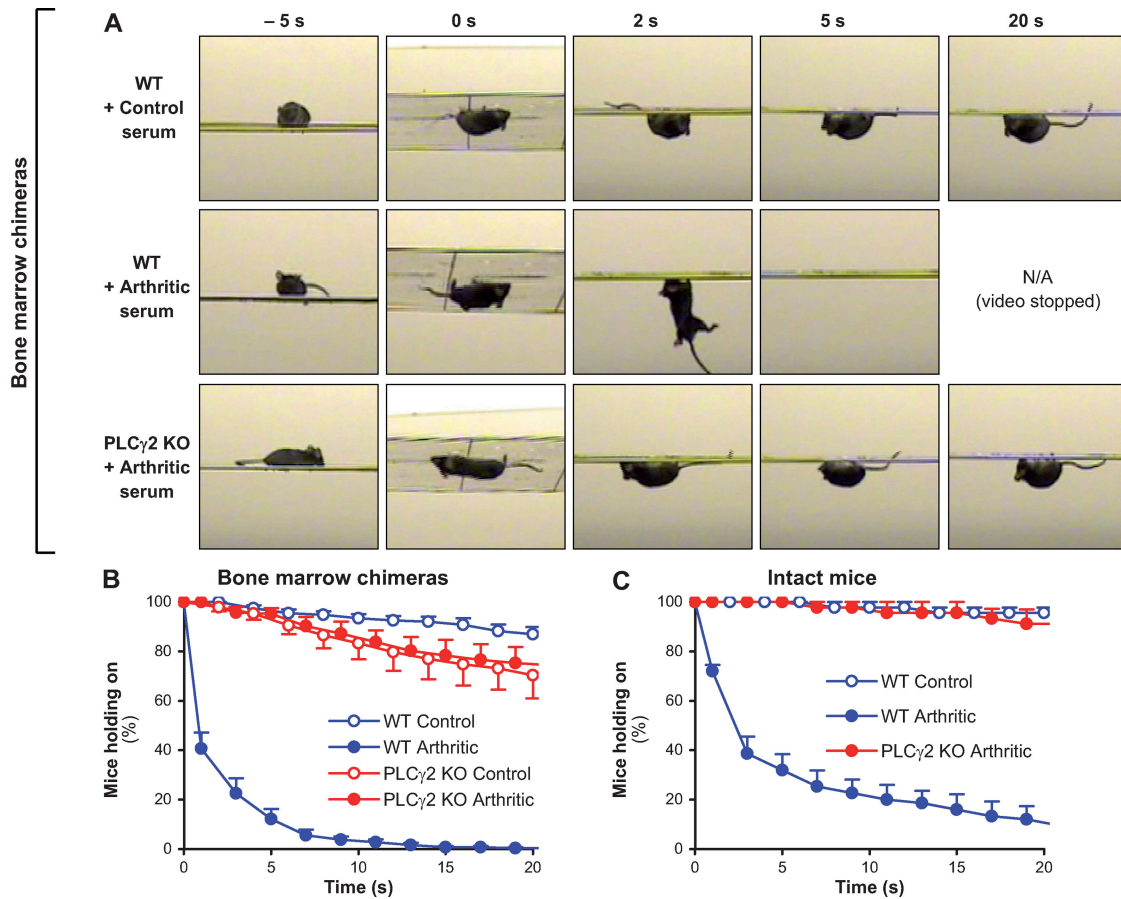 A
– 5 s
0 s
2 s
5 s
20 s
Bone marrow chimeras
WT
+ Control
serum
WT
+ Arthritic
serum
N/A
(video stopped)
PLCγ2 KO
+ Arthritic
serum
B
Bone marrow chimeras
Mice holding on
(%)
100
80
60
40
20
0
WT Control
WT Arthritic
PLCγ2 KO Control
PLCγ2 KO Arthritic
0
5
10
15
20
Time (s)
C
Intact mice
Mice holding on
(%)
100
80
60
40
20
0
WT Control
WT Arthritic
PLCγ2 KO Arthritic
0
5
10
15
20
Time (s)